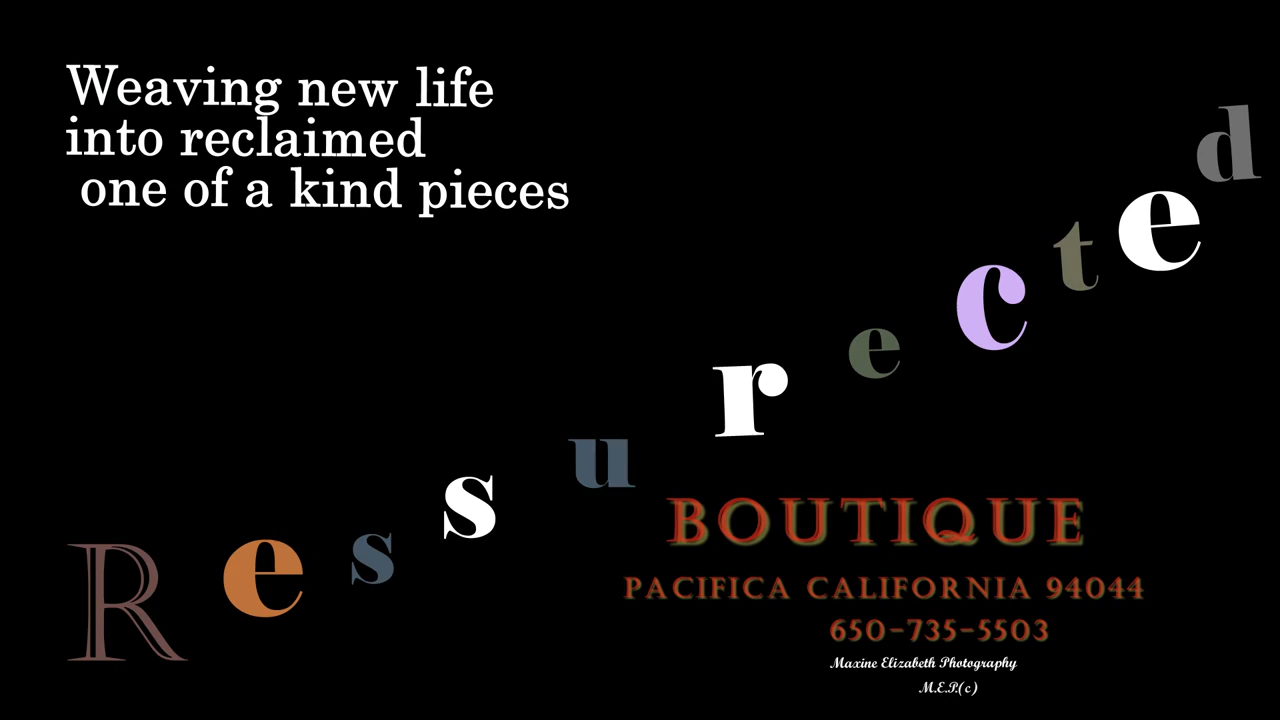 Weaving new life
into reclaimed
one of a kind pieces
Ressurected
BOUTIQUE
PACIFICA CALIFORNIA 94044
650-735-5503
Maxine Elizabeth Photography
M.E.P.(c)